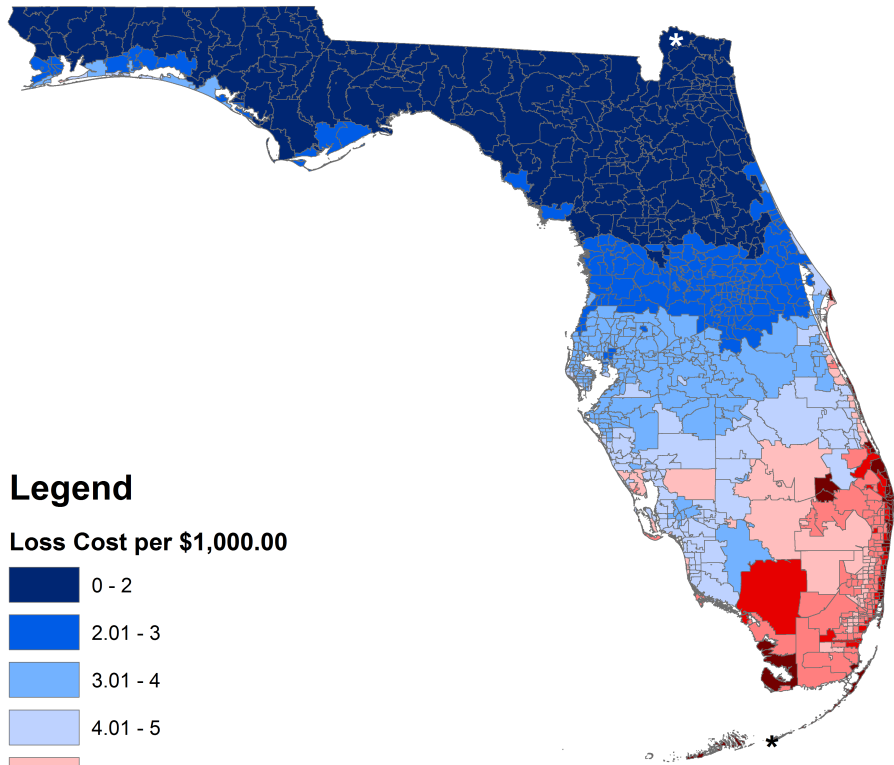 *
Legend
Loss Cost per $1,000.00
0 - 2
2.01 - 3
3.01 - 4
4.01 - 5
*